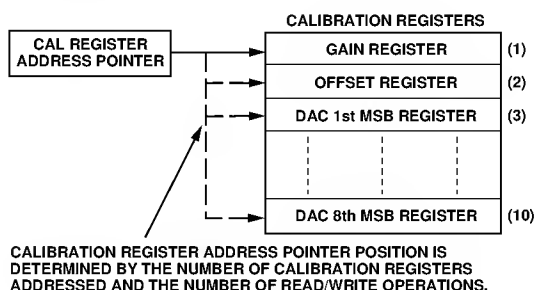 CALIBRATION REGISTERS
CAL REGISTER
ADDRESS POINTER
GAIN REGISTER
(1)
OFFSET REGISTER
(2)
DAC 1st MSB REGISTER
(3)
DAC 8th MSB REGISTER
(10)
CALIBRATION REGISTER ADDRESS POINTER POSITION IS
DETERMINED BY THE NUMBER OF CALIBRATION REGISTERS
ADDRESSED AND THE NUMBER OF READ/WRITE OPERATIONS.